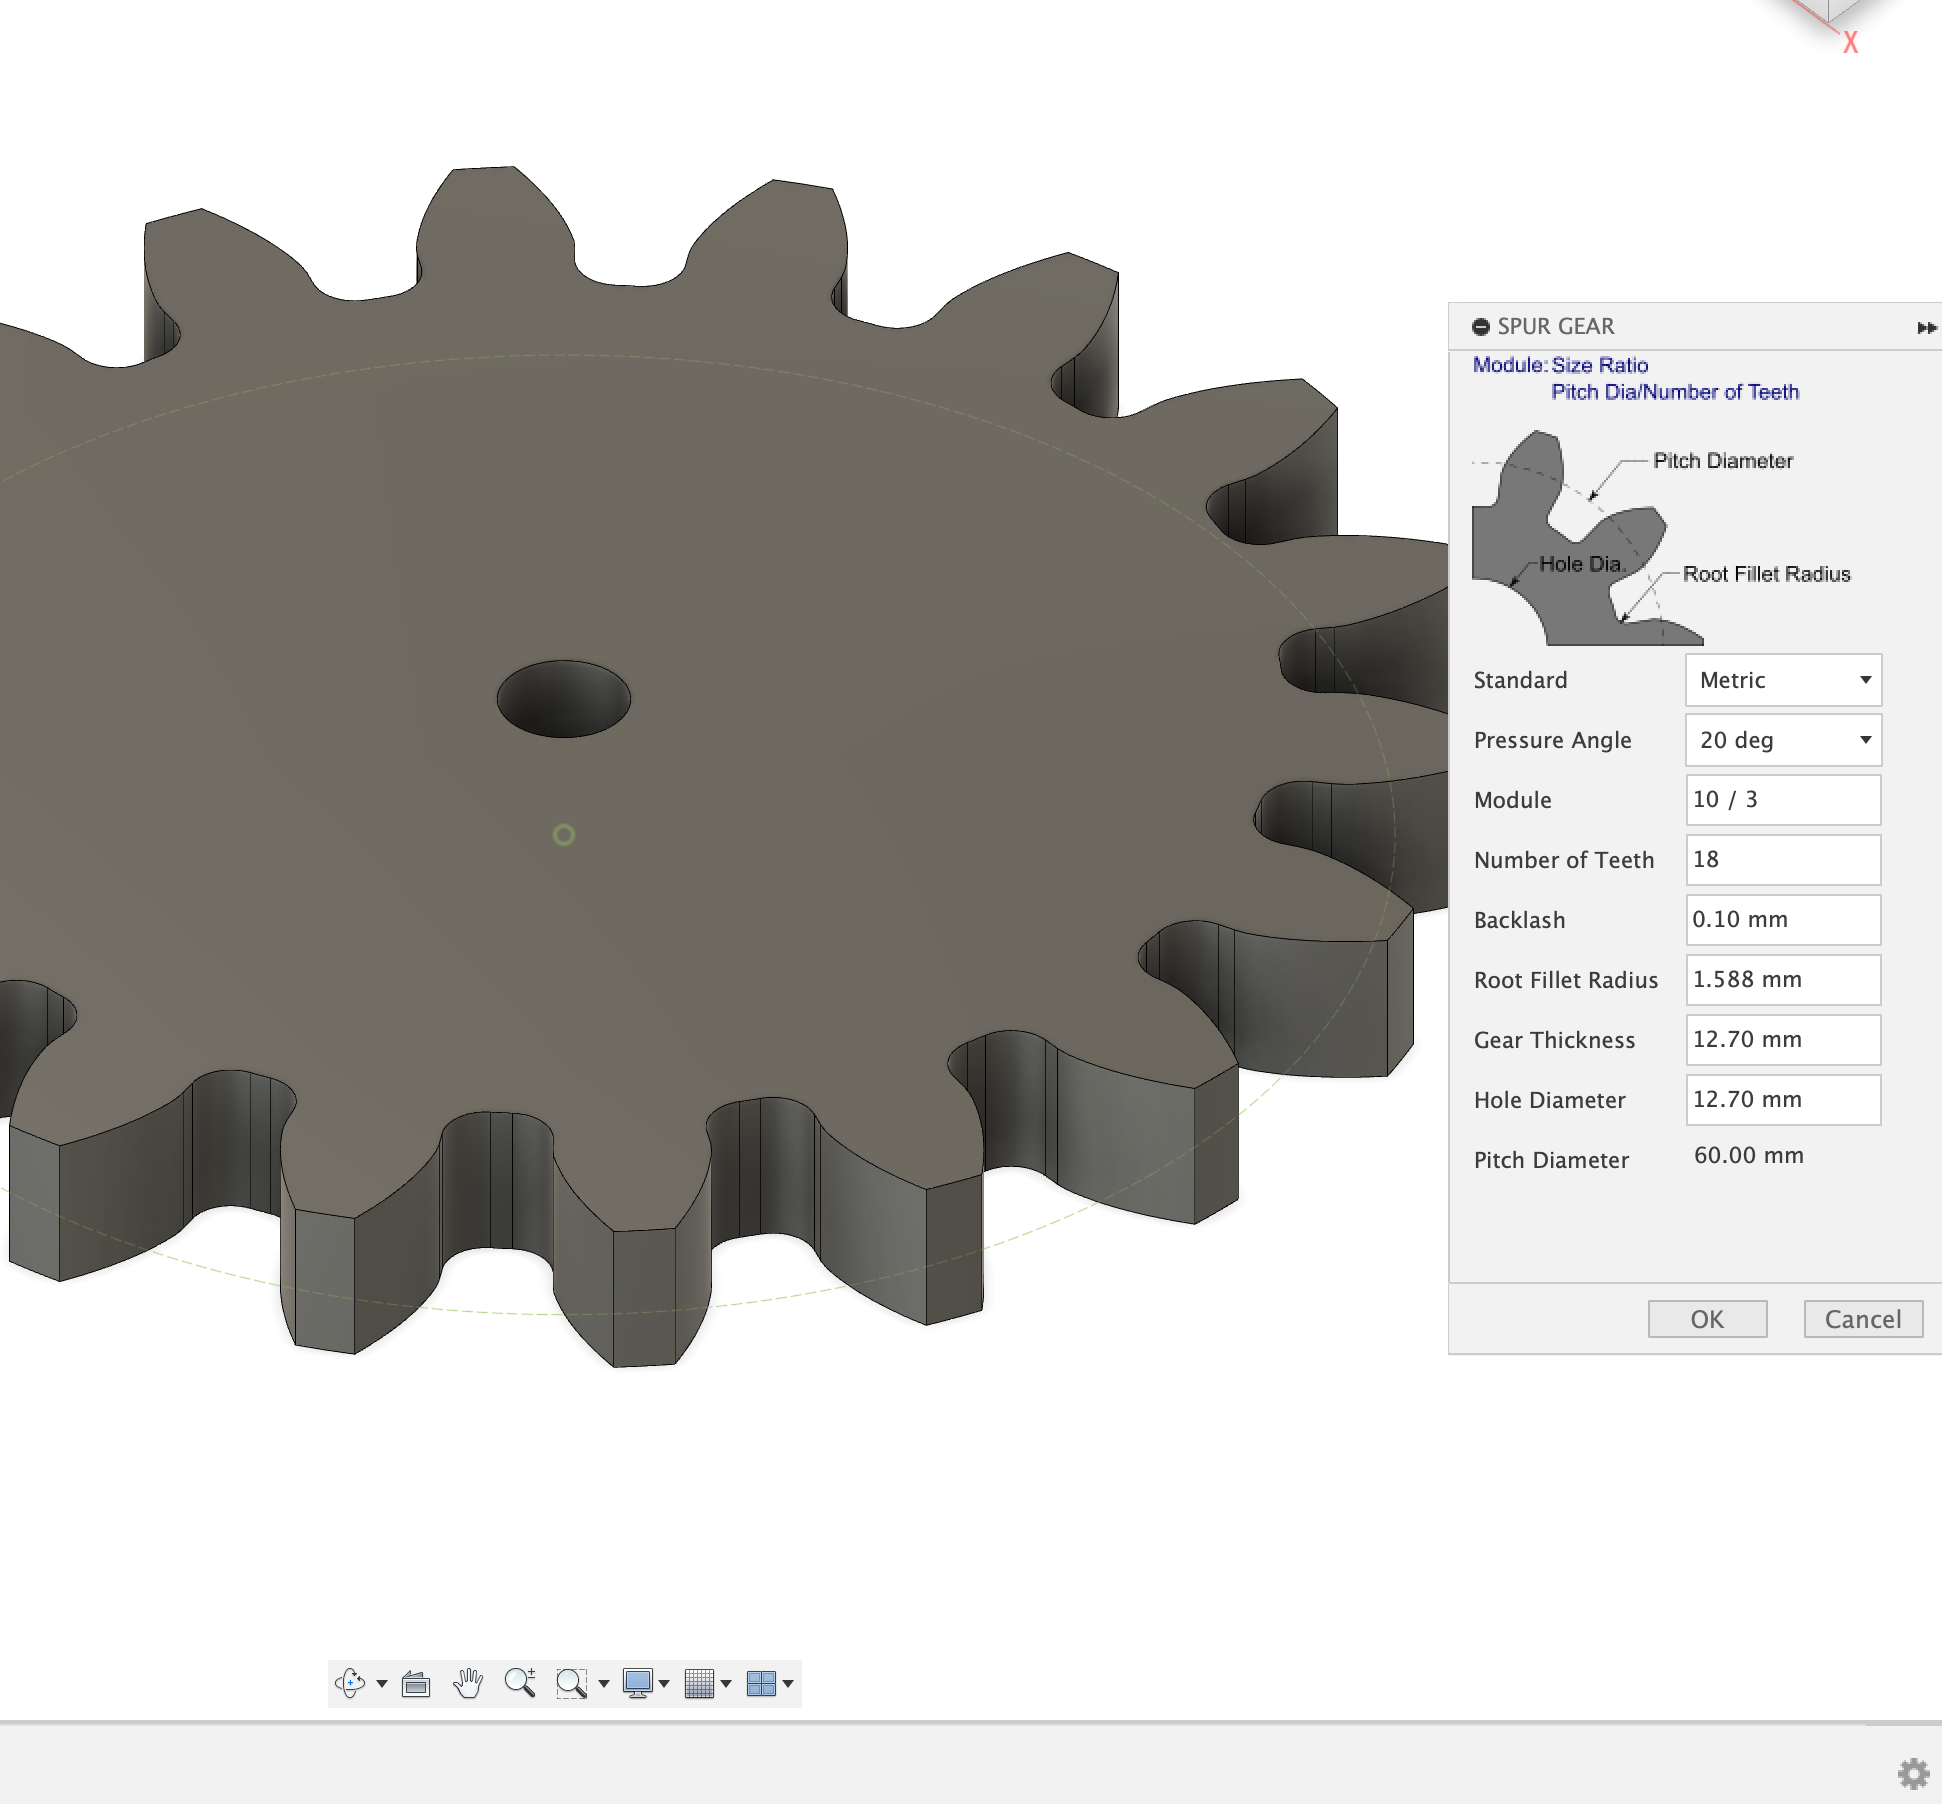 X
SPUR GEAR
Module: Size Ratio
Pitch Dia/Number of Teeth
Pitch Diameter
Hole Dia.
Root Fillet Radius
Standard Metric
Pressure Angle 20 deg
Module 10 / 3
Number of Teeth 18
Backlash 0.10 mm
Root Fillet Radius 1.588 mm
Gear Thickness 12.70 mm
Hole Diameter 12.70 mm
Pitch Diameter 60.00 mm
OK Cancel